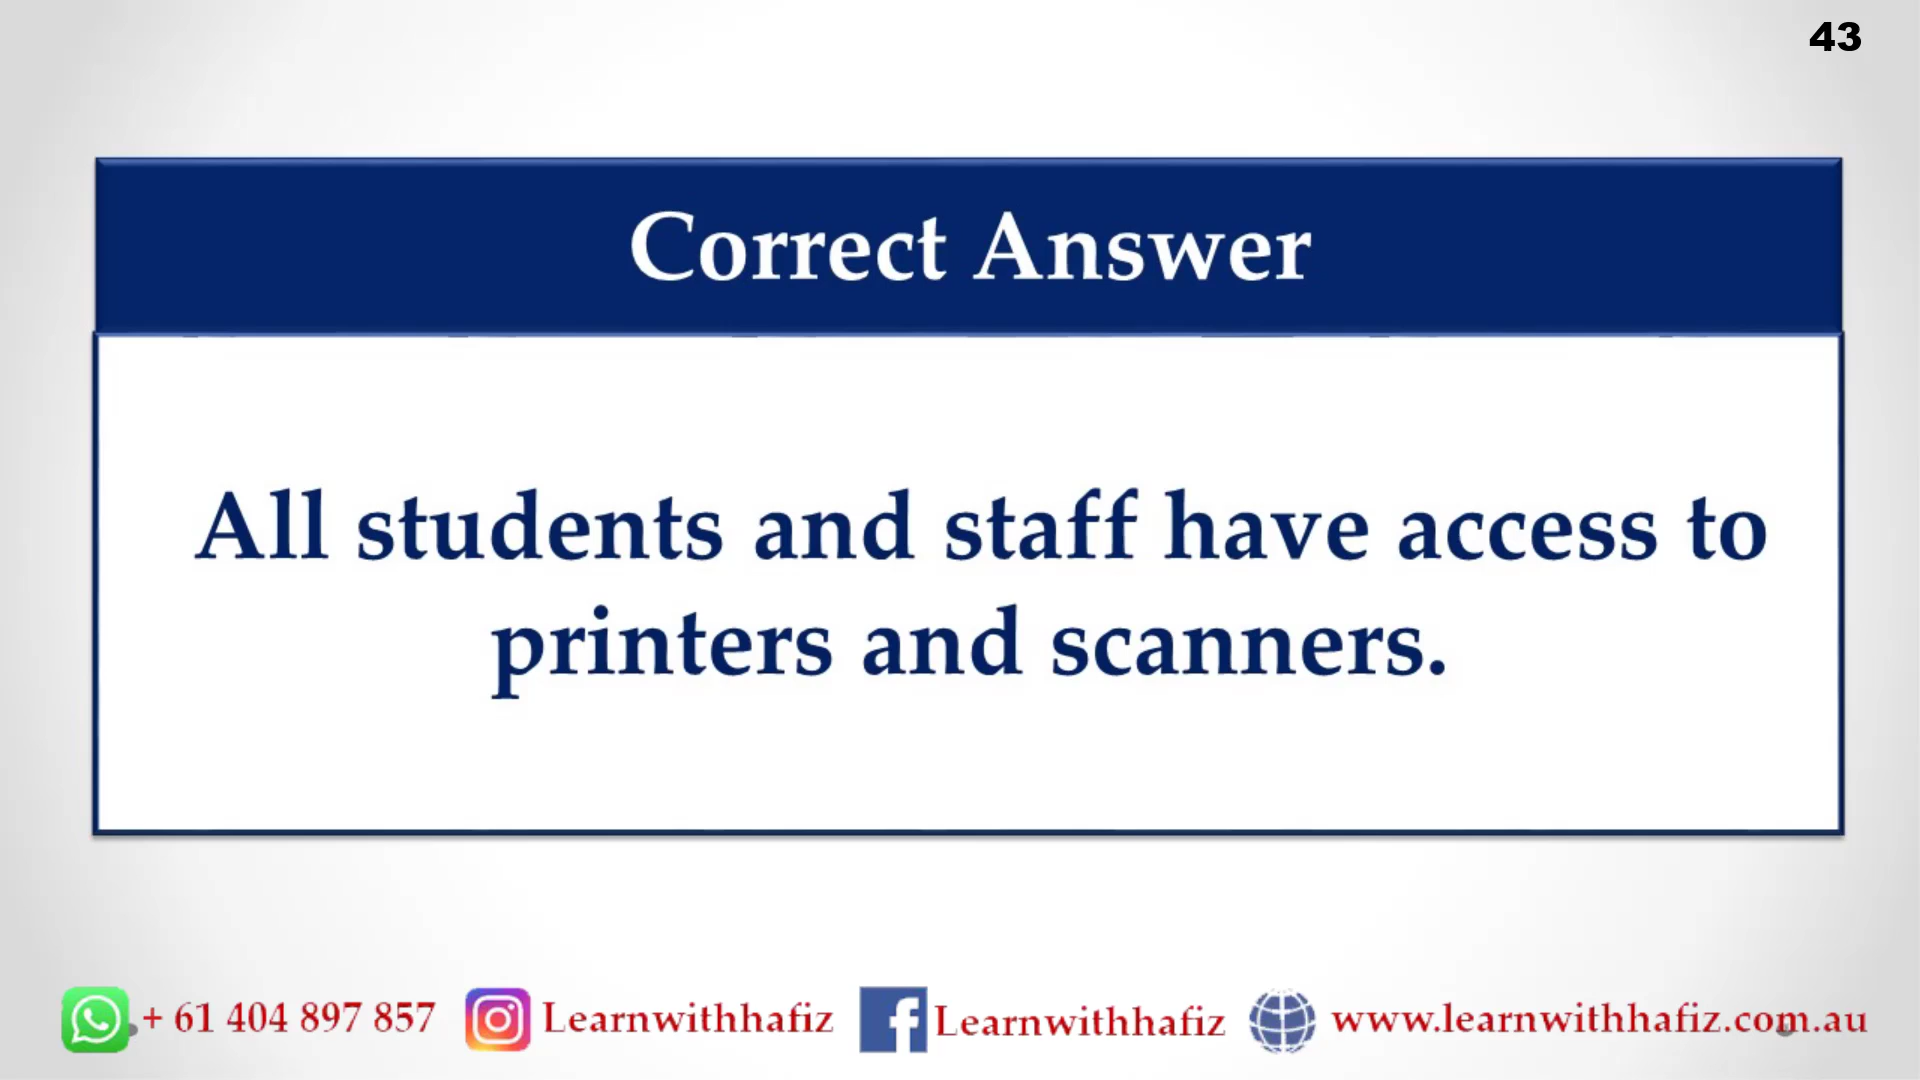 43
Correct Answer
All students and staff have access to
printers and scanners.
+ 61 404 897 857 Learnwithhafiz Learnwithhafiz www.learnwithhafiz.com.au